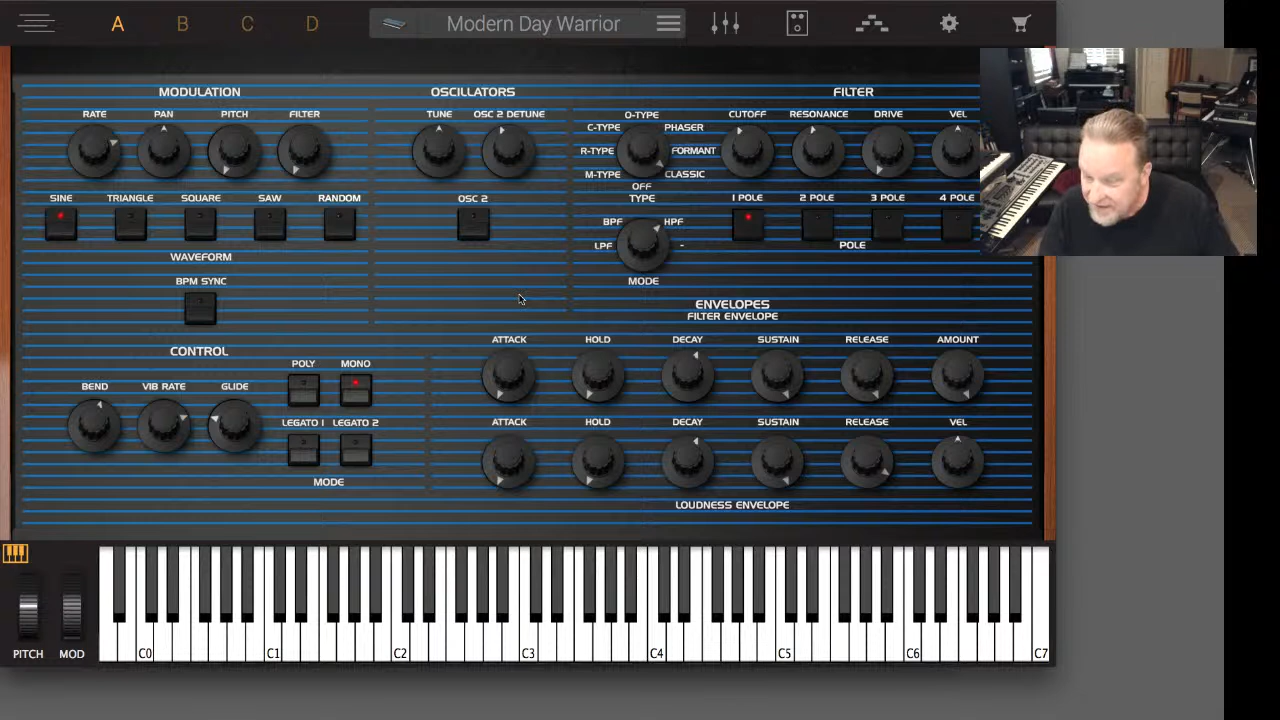 A B C D Modern Day Warrior
MODULATION OSCILLATORS FILTER
RATE PAN PITCH FILTER TUNE OSC 2 DETUNE O-TYPE CUTOFF RESONANCE DRIVE VEL
C-TYPE PHASER
R-TYPE FORMANT
M-TYPE CLASSIC
OFF
TYPE
SINE TRIANGLE SQUARE SAW RANDOM OSC 2 1 POLE 2 POLE 3 POLE 4 POLE
BPF HPF
LPF - POLE
WAVEFORM
BPM SYNC MODE
ENVELOPES
FILTER ENVELOPE
ATTACK HOLD DECAY SUSTAIN RELEASE AMOUNT
CONTROL
POLY MONO
BEND VIB RATE GLIDE
LEGATO 1 LEGATO 2
ATTACK HOLD DECAY SUSTAIN RELEASE VEL
MODE
LOUDNESS ENVELOPE
PITCH MOD C0 C1 C2 C3 C4 C5 C6 C7